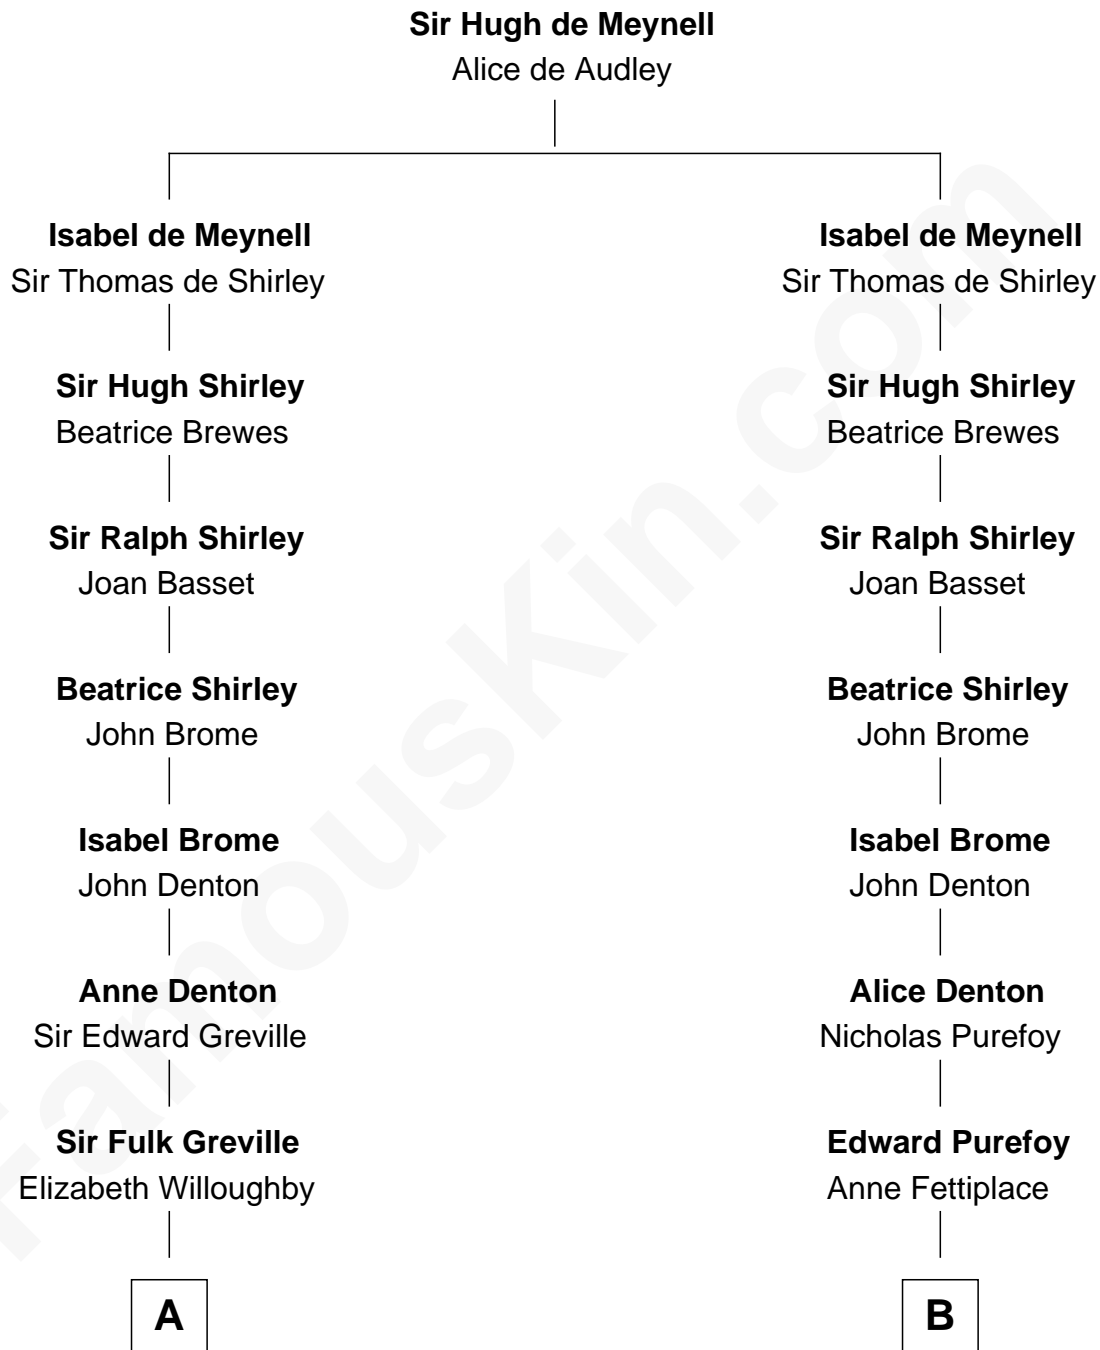 Sir Hugh de Meynell
Alice de Audley
Isabel de Meynell
Sir Thomas de Shirley
Isabel de Meynell
Sir Thomas de Shirley
Sir Hugh Shirley
Beatrice Brewes
Sir Hugh Shirley
Beatrice Brewes
Sir Ralph Shirley
Joan Basset
Sir Ralph Shirley
Joan Basset
Beatrice Shirley
John Brome
Beatrice Shirley
John Brome
Isabel Brome
John Denton
Isabel Brome
John Denton
Anne Denton
Sir Edward Greville
Alice Denton
Nicholas Purefoy
Sir Fulk Greville
Elizabeth Willoughby
Edward Purefoy
Anne Fettiplace
A
B
FamousKin.com